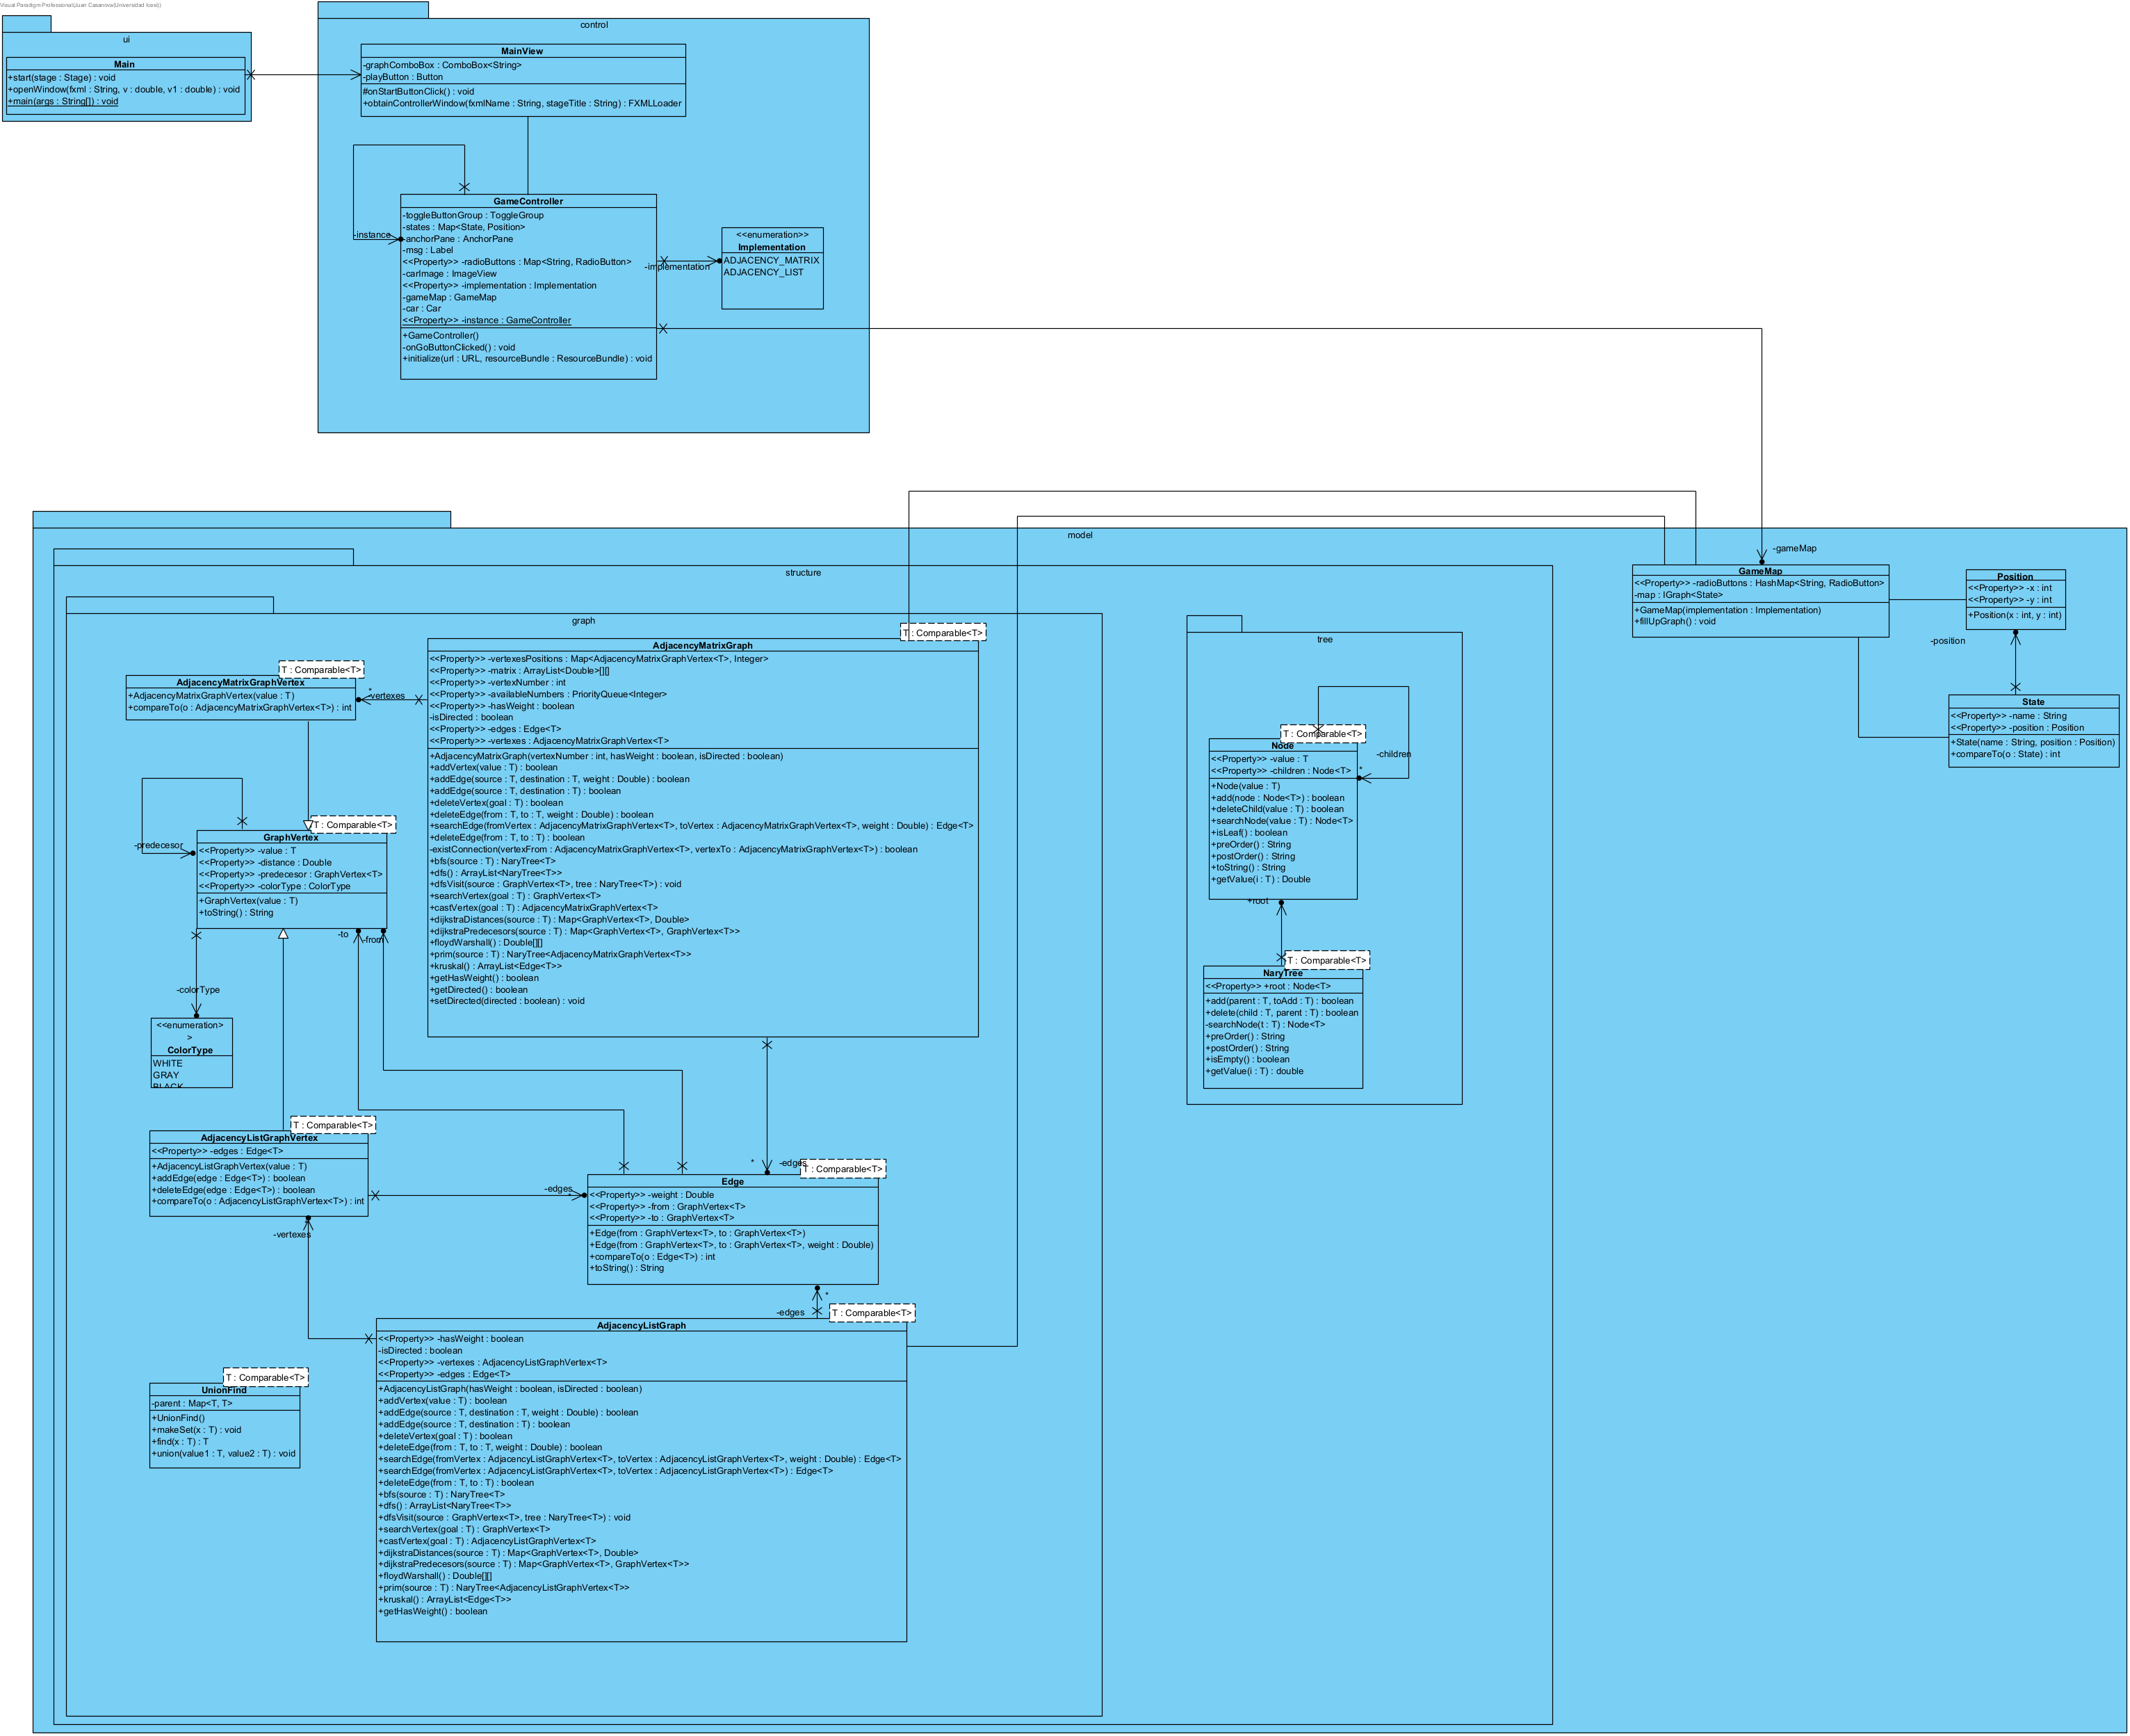 Visual Paradigm Professional(Juan Casanova(Universidad Icesi))
ui
Main
+start(stage : Stage) : void
+openWindow(fxml : String, v : double, v1 : double) : void
+main(args : String[]) : void
control
MainView
-graphComboBox : ComboBox<String>
-playButton : Button
#onStartButtonClick() : void
+obtainControllerWindow(fxmlName : String, stageTitle : String) : FXMLLoader
GameController
-toggleButtonGroup : ToggleGroup
-states : Map<State, Position>
-anchorPane : AnchorPane
-msg : Label
<<Property>> -radioButtons : Map<String, RadioButton>
-carImage : ImageView
<<Property>> -implementation : Implementation
-gameMap : GameMap
-car : Car
<<Property>> -instance : GameController
+GameController()
-onGoButtonClicked() : void
+initialize(url : URL, resourceBundle : ResourceBundle) : void
-instance
-implementation
<<enumeration>>
Implementation
ADJACENCY_MATRIX
ADJACENCY_LIST
model
-gameMap
GameMap
<<Property>> -radioButtons : HashMap<String, RadioButton>
-map : IGraph<State>
+GameMap(implementation : Implementation)
+fillUpGraph() : void
Position
<<Property>> -x : int
<<Property>> -y : int
+Position(x : int, y : int)
-position
State
<<Property>> -name : String
<<Property>> -position : Position
+State(name : String, position : Position)
+compareTo(o : State) : int
structure
graph
T : Comparable<T>
AdjacencyMatrixGraph
<<Property>> -vertexesPositions : Map<AdjacencyMatrixGraphVertex<T>, Integer>
<<Property>> -matrix : ArrayList<Double>[][]
<<Property>> -vertexNumber : int
<<Property>> -availableNumbers : PriorityQueue<Integer>
<<Property>> -hasWeight : boolean
-isDirected : boolean
<<Property>> -edges : Edge<T>
<<Property>> -vertexes : AdjacencyMatrixGraphVertex<T>
+AdjacencyMatrixGraph(vertexNumber : int, hasWeight : boolean, isDirected : boolean)
+addVertex(value : T) : boolean
+addEdge(source : T, destination : T, weight : Double) : boolean
+addEdge(source : T, destination : T) : boolean
+deleteVertex(goal : T) : boolean
+deleteEdge(from : T, to : T, weight : Double) : boolean
+searchEdge(fromVertex : AdjacencyMatrixGraphVertex<T>, toVertex : AdjacencyMatrixGraphVertex<T>, weight : Double) : Edge<T>
+deleteEdge(from : T, to : T) : boolean
-existConnection(vertexFrom : AdjacencyMatrixGraphVertex<T>, vertexTo : AdjacencyMatrixGraphVertex<T>) : boolean
+bfs(source : T) : NaryTree<T>
+dfs() : ArrayList<NaryTree<T>>
+dfsVisit(source : GraphVertex<T>, tree : NaryTree<T>) : void
+searchVertex(goal : T) : GraphVertex<T>
+castVertex(goal : T) : AdjacencyMatrixGraphVertex<T>
+dijkstraDistances(source : T) : Map<GraphVertex<T>, Double>
+dijkstraPredecesors(source : T) : Map<GraphVertex<T>, GraphVertex<T>>
+floydWarshall() : Double[][]
+prim(source : T) : NaryTree<AdjacencyMatrixGraphVertex<T>>
+kruskal() : ArrayList<Edge<T>>
+getHasWeight() : boolean
+getDirected() : boolean
+setDirected(directed : boolean) : void
T : Comparable<T>
AdjacencyMatrixGraphVertex
+AdjacencyMatrixGraphVertex(value : T)
+compareTo(o : AdjacencyMatrixGraphVertex<T>) : int
*
-vertexes
T : Comparable<T>
GraphVertex
<<Property>> -value : T
<<Property>> -distance : Double
<<Property>> -predecesor : GraphVertex<T>
<<Property>> -colorType : ColorType
+GraphVertex(value : T)
+toString() : String
-predecesor
-to
-from
-colorType
<<enumeration>
>
ColorType
WHITE
GRAY
BLACK
T : Comparable<T>
AdjacencyListGraphVertex
<<Property>> -edges : Edge<T>
+AdjacencyListGraphVertex(value : T)
+addEdge(edge : Edge<T>) : boolean
+deleteEdge(edge : Edge<T>) : boolean
+compareTo(o : AdjacencyListGraphVertex<T>) : int
-edges
*
*
-edges
T : Comparable<T>
Edge
<<Property>> -weight : Double
<<Property>> -from : GraphVertex<T>
<<Property>> -to : GraphVertex<T>
+Edge(from : GraphVertex<T>, to : GraphVertex<T>)
+Edge(from : GraphVertex<T>, to : GraphVertex<T>, weight : Double)
+compareTo(o : Edge<T>) : int
+toString() : String
*
-vertexes
*
-edges
T : Comparable<T>
AdjacencyListGraph
<<Property>> -hasWeight : boolean
-isDirected : boolean
<<Property>> -vertexes : AdjacencyListGraphVertex<T>
<<Property>> -edges : Edge<T>
+AdjacencyListGraph(hasWeight : boolean, isDirected : boolean)
+addVertex(value : T) : boolean
+addEdge(source : T, destination : T, weight : Double) : boolean
+addEdge(source : T, destination : T) : boolean
+deleteVertex(goal : T) : boolean
+deleteEdge(from : T, to : T, weight : Double) : boolean
+searchEdge(fromVertex : AdjacencyListGraphVertex<T>, toVertex : AdjacencyListGraphVertex<T>, weight : Double) : Edge<T>
+searchEdge(fromVertex : AdjacencyListGraphVertex<T>, toVertex : AdjacencyListGraphVertex<T>) : Edge<T>
+deleteEdge(from : T, to : T) : boolean
+bfs(source : T) : NaryTree<T>
+dfs() : ArrayList<NaryTree<T>>
+dfsVisit(source : GraphVertex<T>, tree : NaryTree<T>) : void
+searchVertex(goal : T) : GraphVertex<T>
+castVertex(goal : T) : AdjacencyListGraphVertex<T>
+dijkstraDistances(source : T) : Map<GraphVertex<T>, Double>
+dijkstraPredecesors(source : T) : Map<GraphVertex<T>, GraphVertex<T>>
+floydWarshall() : Double[][]
+prim(source : T) : NaryTree<AdjacencyListGraphVertex<T>>
+kruskal() : ArrayList<Edge<T>>
+getHasWeight() : boolean
T : Comparable<T>
UnionFind
-parent : Map<T, T>
+UnionFind()
+makeSet(x : T) : void
+find(x : T) : T
+union(value1 : T, value2 : T) : void
tree
T : Comparable<T>
Node
<<Property>> -value : T
<<Property>> -children : Node<T>
+Node(value : T)
+add(node : Node<T>) : boolean
+deleteChild(value : T) : boolean
+searchNode(value : T) : Node<T>
+isLeaf() : boolean
+preOrder() : String
+postOrder() : String
+toString() : String
+getValue(i : T) : Double
-children
*
+root
T : Comparable<T>
NaryTree
<<Property>> +root : Node<T>
+add(parent : T, toAdd : T) : boolean
+delete(child : T, parent : T) : boolean
-searchNode(t : T) : Node<T>
+preOrder() : String
+postOrder() : String
+isEmpty() : boolean
+getValue(i : T) : double